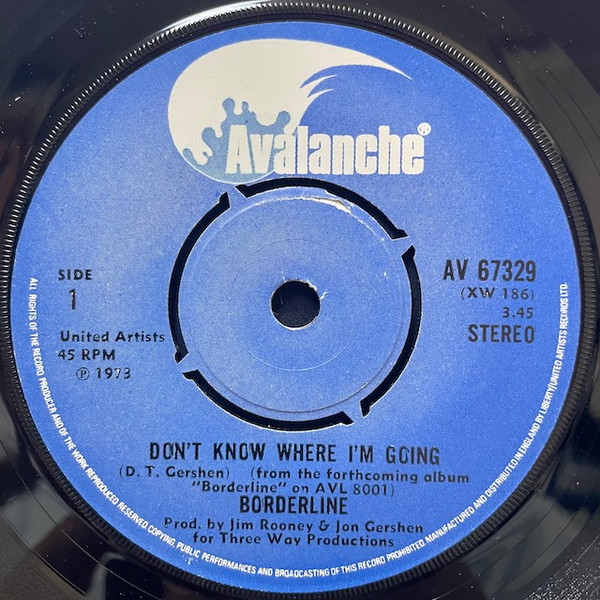 Avalanche®
SIDE
1
United Artists
45 RPM
℗ 1973
AV 67329
(XW 186)
3.45
STEREO
DON'T KNOW WHERE I'M GOING
(D. T. Gershen) (from the forthcoming album
"Borderline" on AVL 8001)
BORDERLINE
Prod. by Jim Rooney & Jon Gershen
for Three Way Productions
ALL RIGHTS OF THE RECORD PRODUCER AND OF THE WORK REPRODUCED RESERVED COPYING, PUBLIC PERFORMANCES AND BROADCASTING OF THIS RECORD PROHIBITED. MANUFACTURED AND DISTRIBUTED IN ENGLAND BY LIBERTY/UNITED ARTISTS RECORDS LTD.